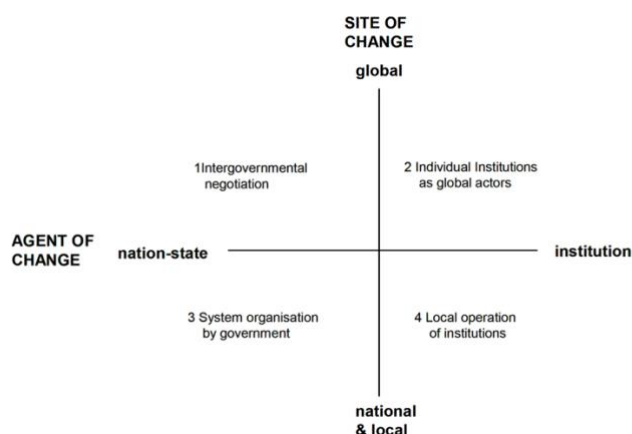 SITE OF
CHANGE
global
1Intergovernmental
negotiation
2 Individual Institutions
as global actors
AGENT OF
CHANGE
nation-state
institution
3 System organisation
by government
4 Local operation
of institutions
national
& local